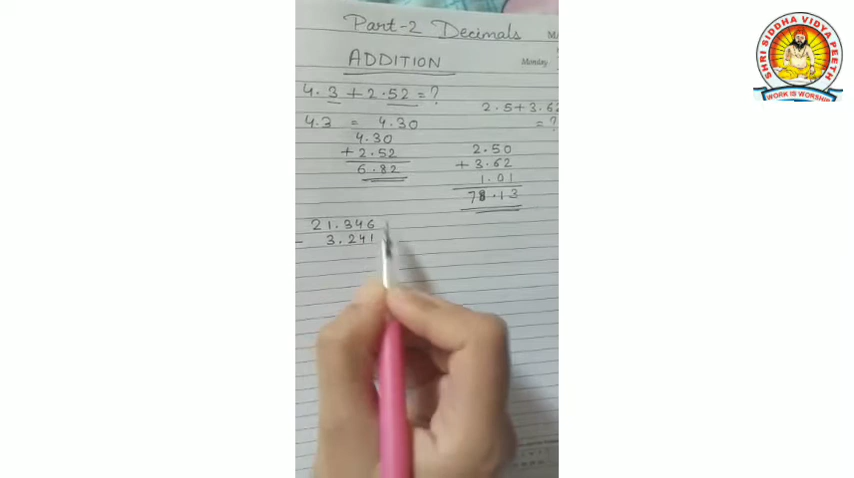 Part-2 Decimals
ADDITION
Monday
4.3 + 2.52 = ?
2.5 + 3.62
= ?
4.3 = 4.30
4.30
+ 2.52
6.82
2.50
+ 3.62
1.01
78.13
21.346
- 3.241
SHRI SIDDHA VIDYA PEETH
WORK IS WORSHIP